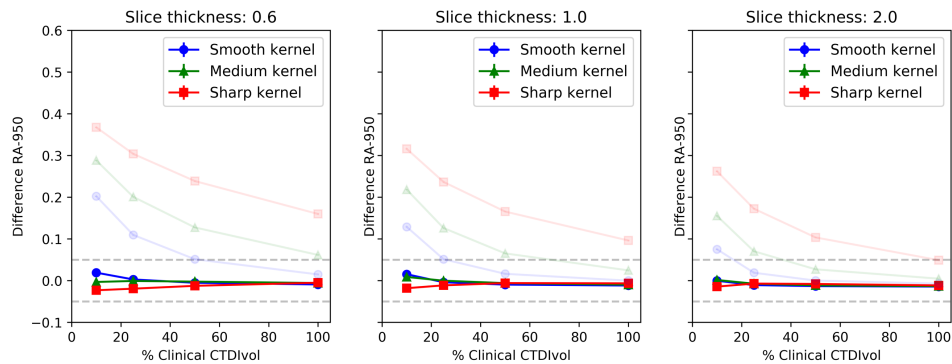 Slice thickness: 0.6
Difference RA-950
0.6
0.5
0.4
0.3
0.2
0.1
0.0
−0.1
Smooth kernel
Medium kernel
Sharp kernel
0 20 40 60 80 100
% Clinical CTDIvol
Slice thickness: 1.0
Difference RA-950
Smooth kernel
Medium kernel
Sharp kernel
0 20 40 60 80 100
% Clinical CTDIvol
Slice thickness: 2.0
Difference RA-950
Smooth kernel
Medium kernel
Sharp kernel
0 20 40 60 80 100
% Clinical CTDIvol